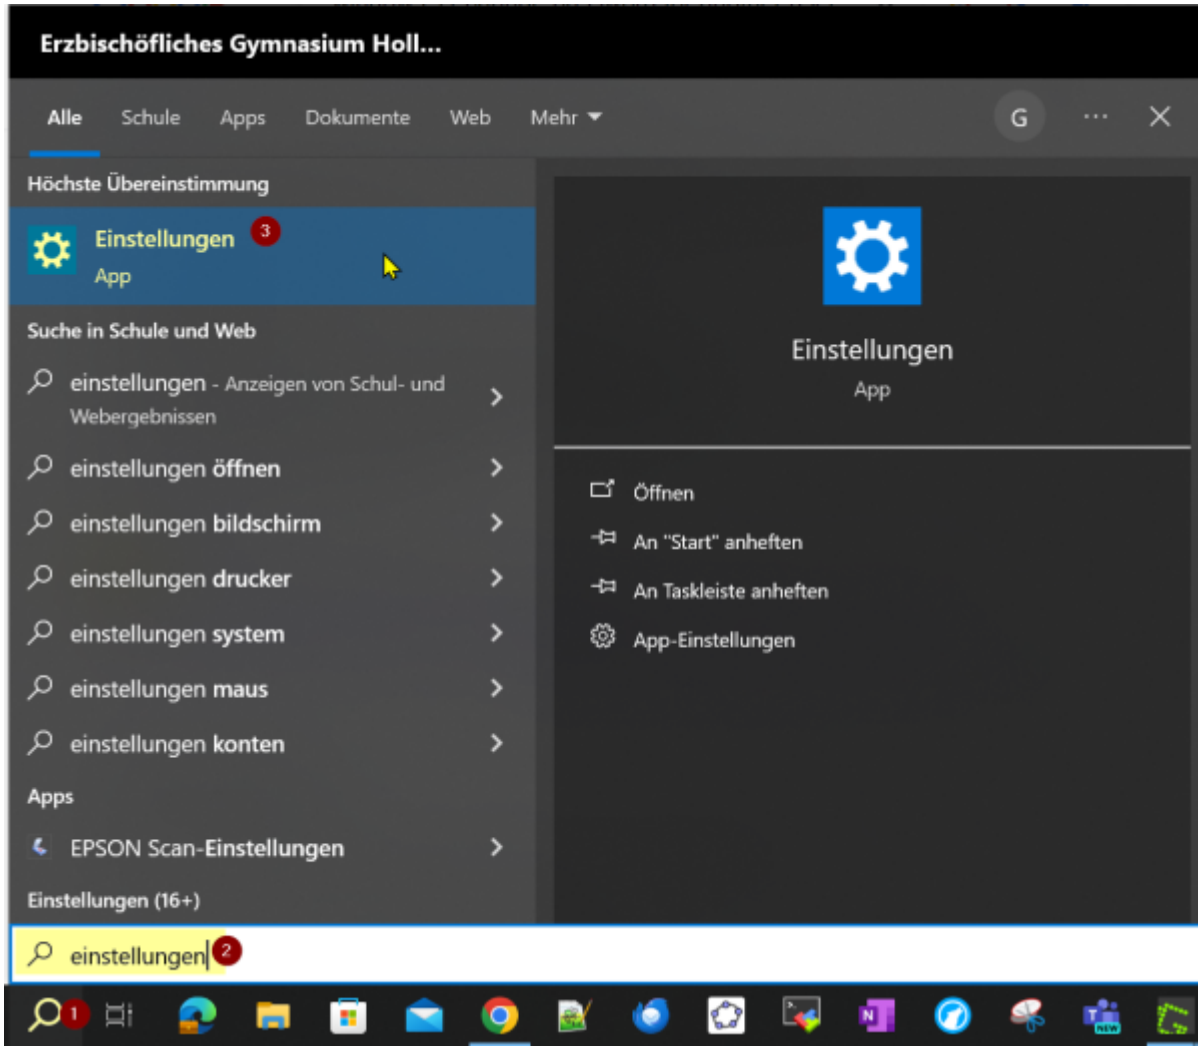 Erzbischöfliches Gymnasium Holl...
Alle Schule Apps Dokumente Web Mehr G ...
Höchste Übereinstimmung
Einstellungen 3
App
Suche in Schule und Web
einstellungen - Anzeigen von Schul- und
Webergebnissen
einstellungen öffnen
einstellungen bildschirm
einstellungen drucker
einstellungen system
einstellungen maus
einstellungen konten
Apps
EPSON Scan-Einstellungen
Einstellungen (16+)
Einstellungen
App
Öffnen
An "Start" anheften
An Taskleiste anheften
App-Einstellungen
einstellungen 2
1 N T NEW